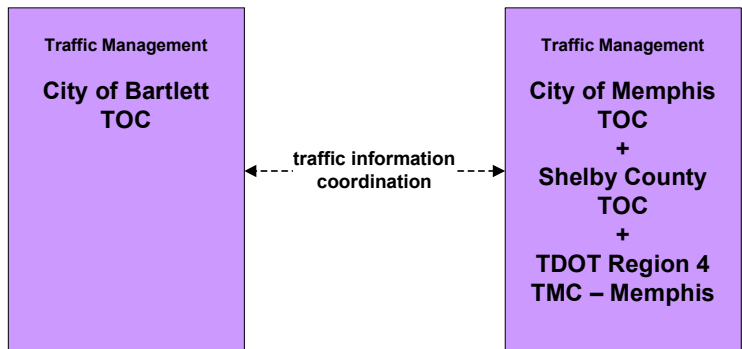 Traffic Management
City of Bartlett
TOC
traffic information
coordination
Traffic Management
City of Memphis
TOC
+
Shelby County
TOC
+
TDOT Region 4
TMC – Memphis